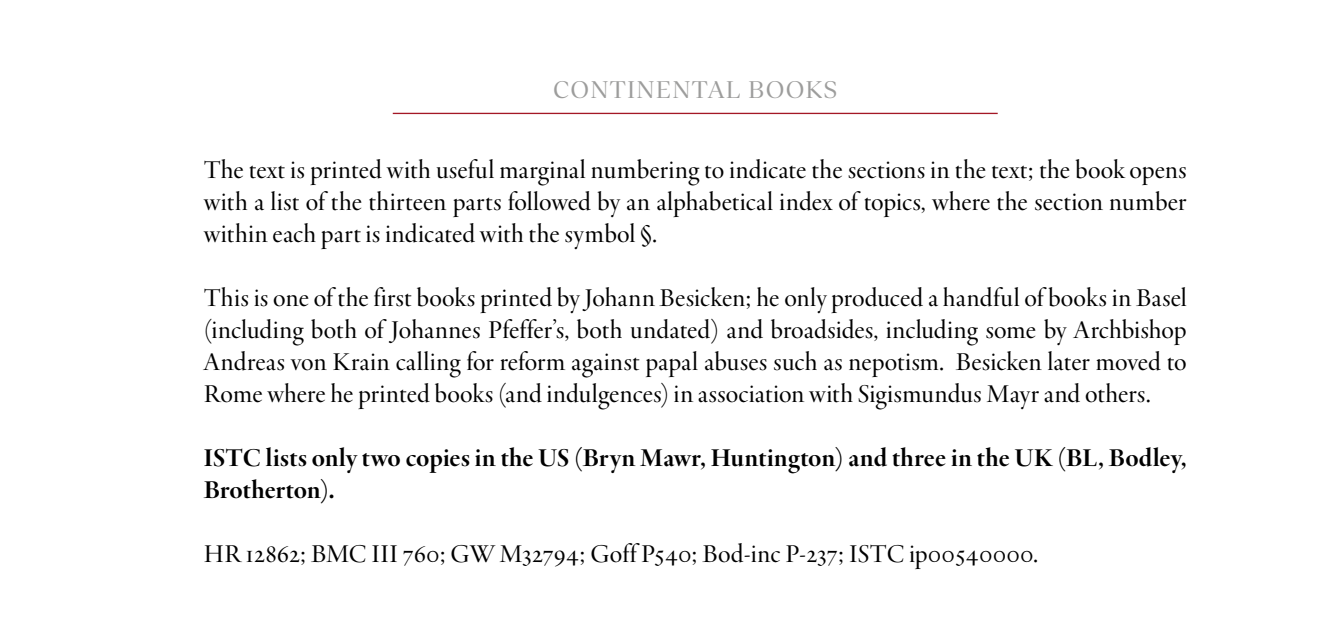 CONTINENTAL BOOKS
The text is printed with useful marginal numbering to indicate the sections in the text; the book opens
with a list of the thirteen parts followed by an alphabetical index of topics, where the section number
within each part is indicated with the symbol §.
This is one of the first books printed by Johann Besicken; he only produced a handful of books in Basel
(including both of Johannes Pfeffer’s, both undated) and broadsides, including some by Archbishop
Andreas von Krain calling for reform against papal abuses such as nepotism.  Besicken later moved to
Rome where he printed books (and indulgences) in association with Sigismundus Mayr and others.
ISTC lists only two copies in the US (Bryn Mawr, Huntington) and three in the UK (BL, Bodley,
Brotherton).
HR 12862; BMC III 760; GW M32794; Goff P540; Bod-inc P-237; ISTC ip00540000.